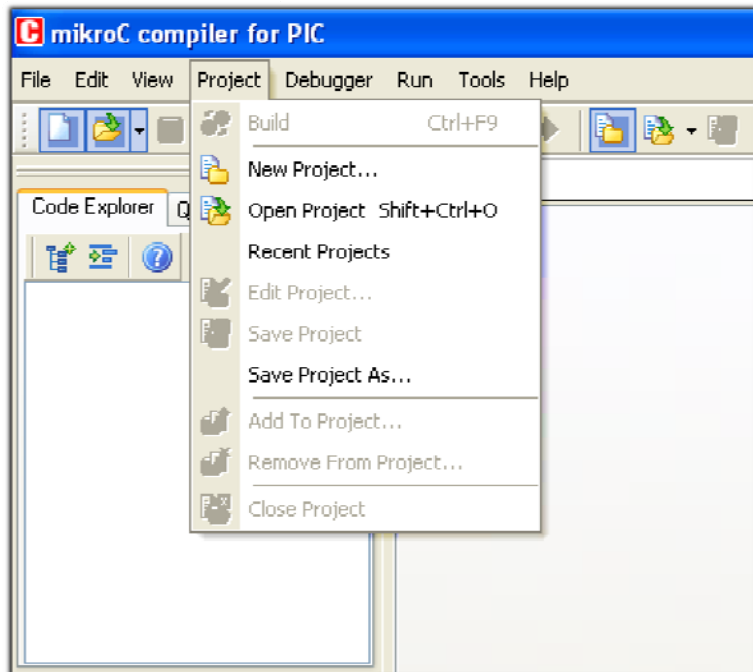 mikroC compiler for PIC
File Edit View Project Debugger Run Tools Help
Build Ctrl+F9
New Project...
Code Explorer Q
Open Project Shift+Ctrl+O
Recent Projects
Edit Project...
Save Project
Save Project As...
Add To Project...
Remove From Project...
Close Project